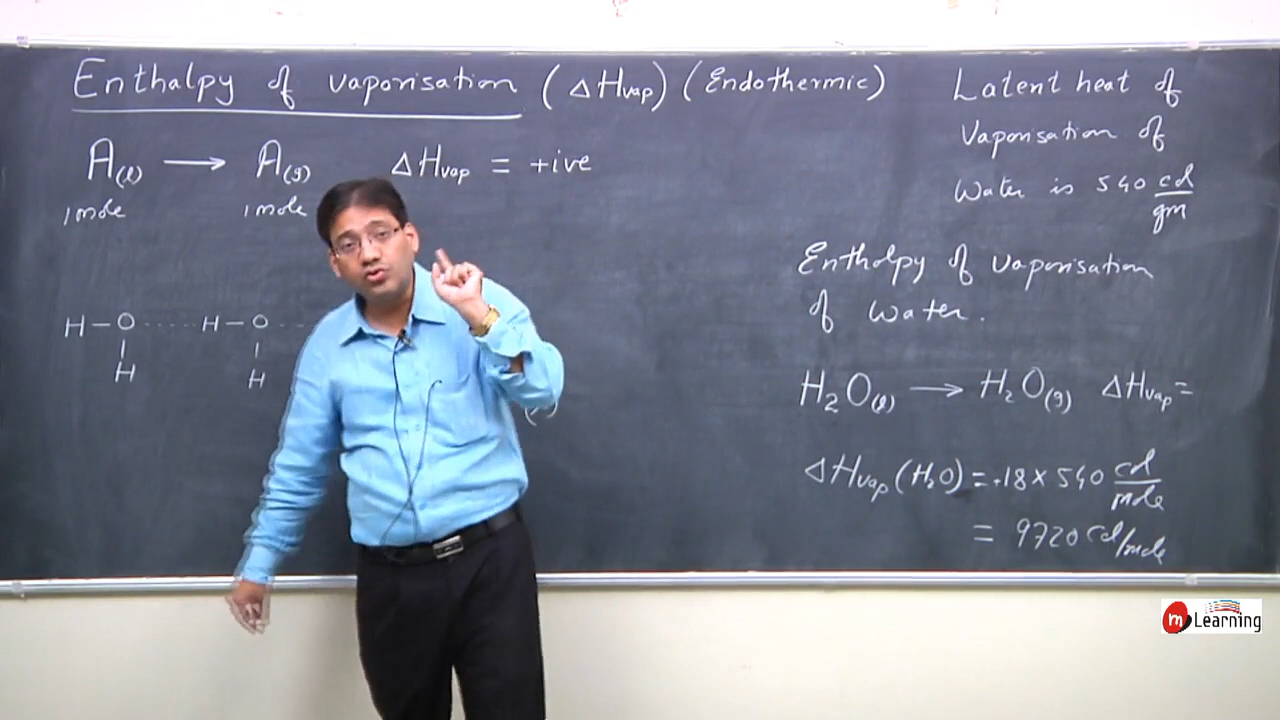 Enthalpy of vaporisation (ΔHvap) (Endothermic)
A(l) → A(g) ΔHvap = +ive
1 mole 1 mole
H–O H–O
H H
(l)
Latent heat of
Vaporisation of
Water is 540 cal/gm
Enthalpy of vaporisation
of water.
H2O(l) → H2O(g) ΔHvap =
ΔHvap (H2O) = .18 × 540 cal/mole
= 9720 cal/mole
m Learning